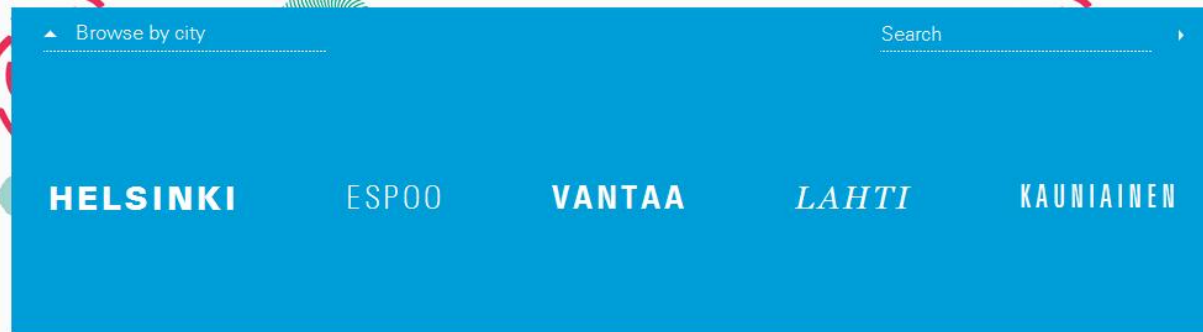 Browse by city
Search
HELSINKI ESPOO VANTAA LAHTI KAUNIAINEN